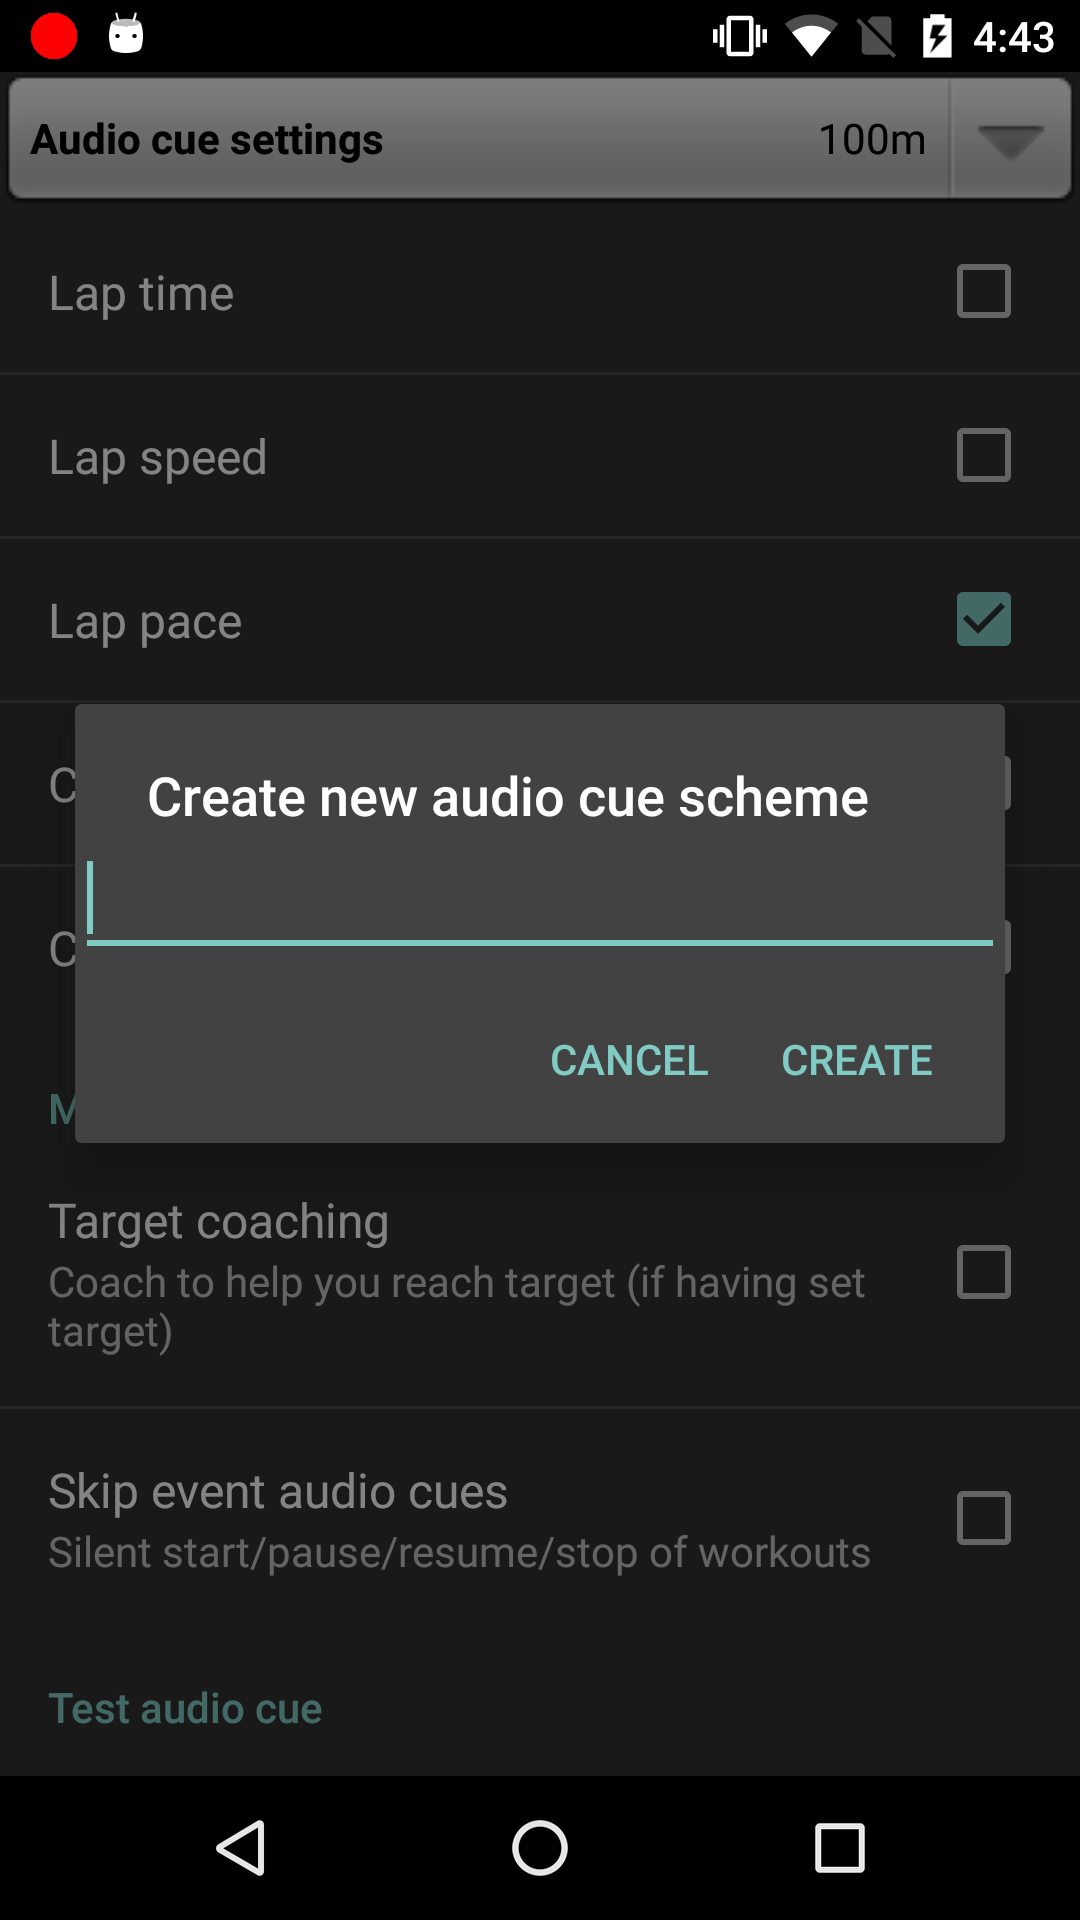 4:43
Audio cue settings 100m
Lap time
Lap speed
Lap pace
Create new audio cue scheme
CANCEL CREATE
Target coaching
Coach to help you reach target (if having set
target)
Skip event audio cues
Silent start/pause/resume/stop of workouts
Test audio cue